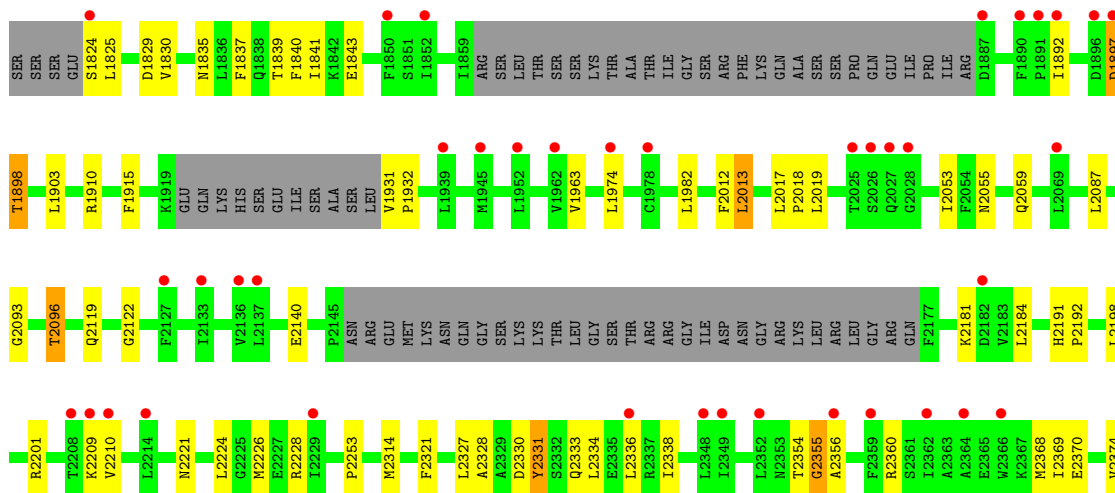 SER SER SER GLU S1824 L1825 D1829 V1830 N1835 L1836 F1837 Q1838 T1839 F1840 I1841 K1842 E1843 F1850 S1851 I1852 I1859 ARG SER LEU THR SER SER LYS THR ALA THR ILE GLY SER ARG PHE LYS GLN ALA SER SER PRO GLN GLU ILE PRO ILE ARG D1887 F1890 P1891 I1892 D1896 D1897
T1898 L1903 R1910 F1915 K1919 GLU GLN LYS HIS SER GLU ILE SER ALA SER LEU V1931 P1932 L1939 M1945 L1952 V1962 V1963 L1974 C1978 L1982 F2012 L2013 L2017 P2018 L2019 T2025 S2026 Q2027 G2028 I2053 F2054 N2055 Q2059 L2069 L2087
G2093 T2096 Q2119 G2122 F2127 I2133 V2136 L2137 E2140 P2145 ASN ARG GLU MET LYS ASN GLN GLY SER LYS LYS THR LEU GLY SER THR ARG ARG GLY ILE ASP ASN GLY ARG LYS LEU ARG LEU GLY ARG GLN F2177 K2181 D2182 V2183 L2184 H2191 P2192 L2198
R2201 T2208 K2209 V2210 L2214 N2221 L2224 G2225 M2226 E2227 R2228 I2229 P2253 M2314 F2321 L2327 A2328 A2329 D2330 Y2331 S2332 Q2333 L2334 E2335 L2336 R2337 I2338 L2348 I2349 L2352 N2353 T2354 G2355 A2356 F2359 R2360 S2361 I2362 A2363 A2364 E2365 W2366 K2367 M2368 I2369 E2370